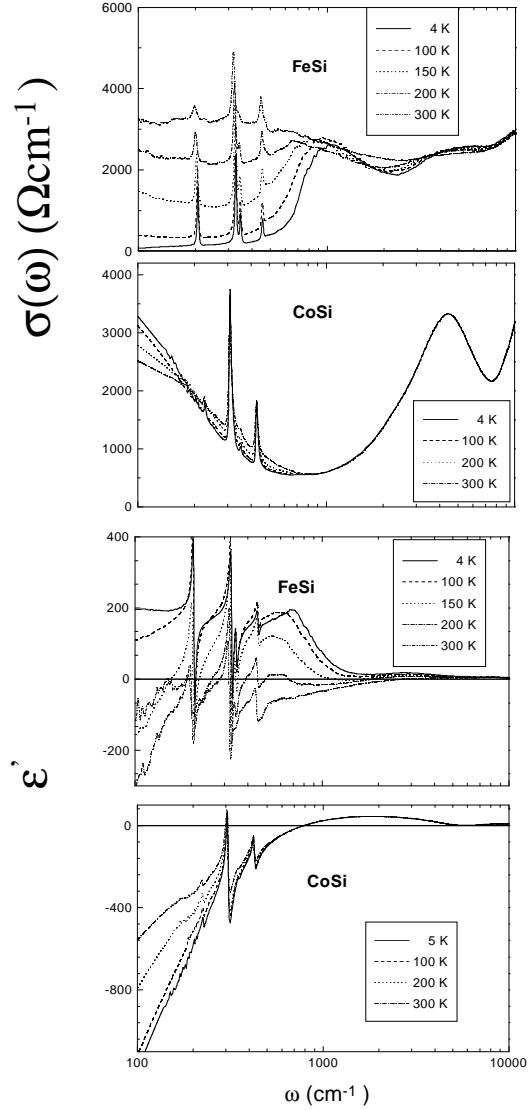 σ(ω) (Ωcm⁻¹)
6000
4000
2000
0
FeSi
4 K
100 K
150 K
200 K
300 K
4000
3000
2000
1000
0
CoSi
4 K
100 K
200 K
300 K
ε'
400
200
0
-200
FeSi
4 K
100 K
150 K
200 K
300 K
0
-400
-800
CoSi
5 K
100 K
200 K
300 K
100
1000
10000
ω (cm⁻¹)